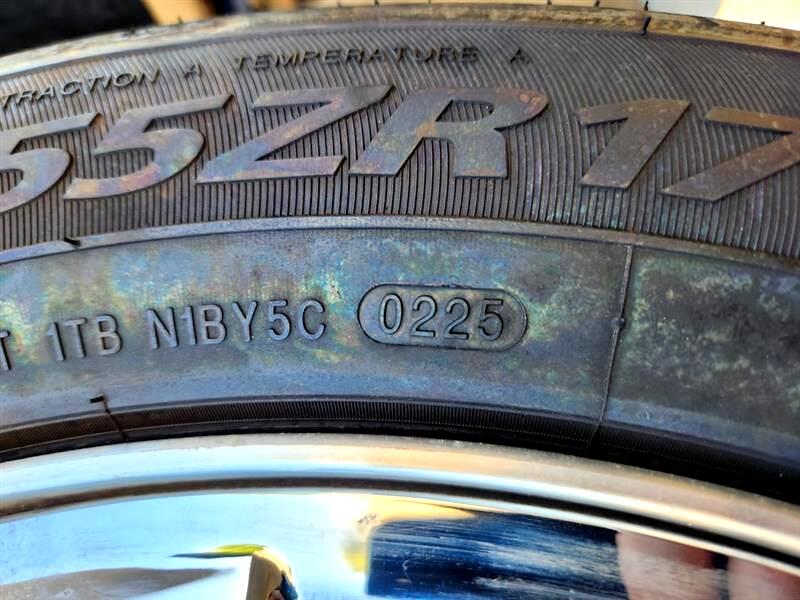 TRACTION A TEMPERATURE A
55ZR17
1TB N1BY5C 0225